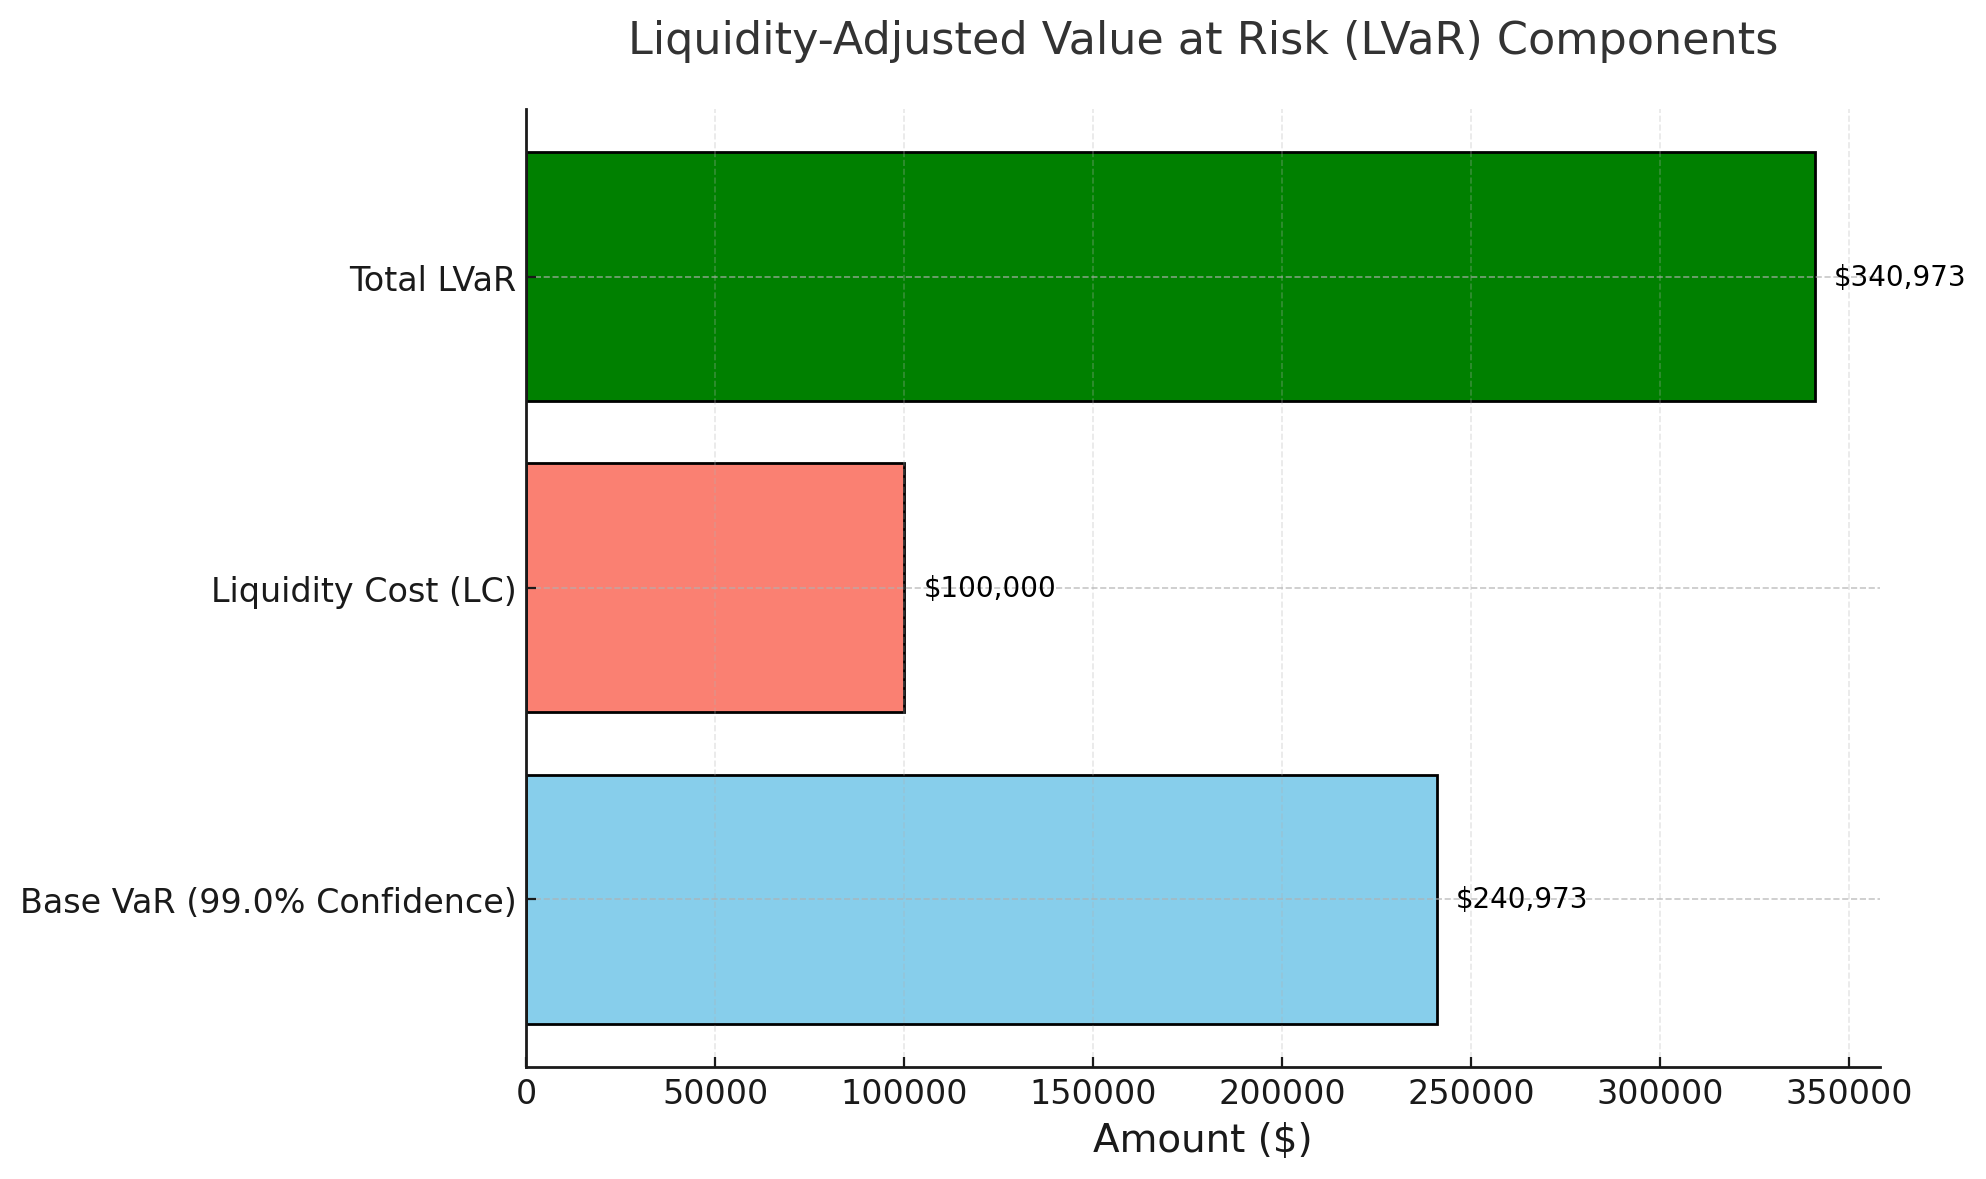 Liquidity-Adjusted Value at Risk (LVaR) Components
Total LVaR
$340,973
Liquidity Cost (LC)
$100,000
Base VaR (99.0% Confidence)
$240,973
0 50000 100000 150000 200000 250000 300000 350000
Amount ($)